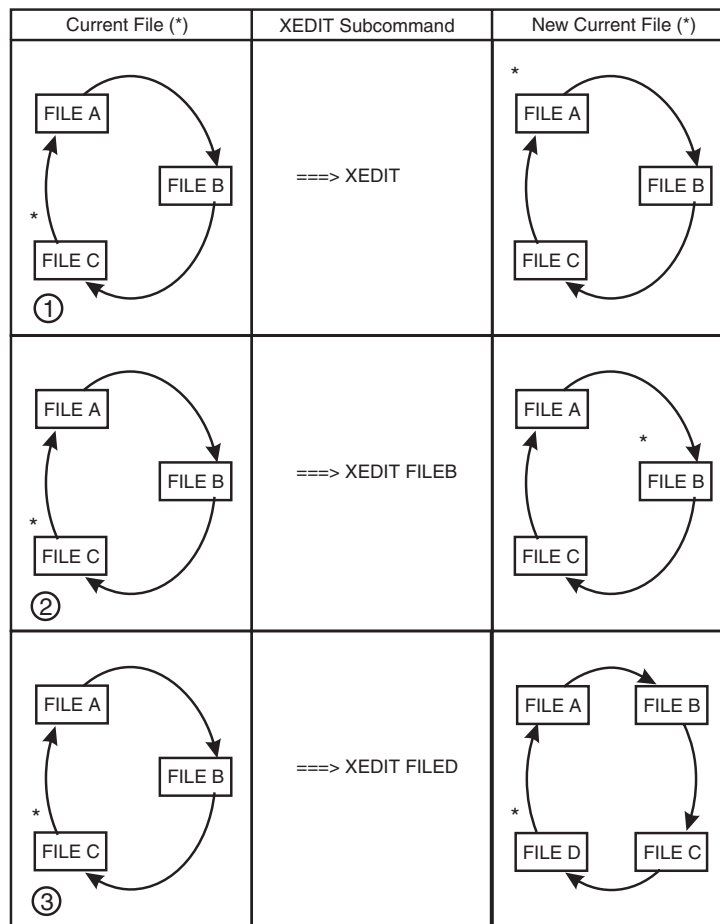 Current File (*)
XEDIT Subcommand
New Current File (*)
FILE A
FILE B
*
FILE C
1
===> XEDIT
*
FILE A
FILE B
FILE C
FILE A
FILE B
*
FILE C
2
===> XEDIT FILEB
FILE A
*
FILE B
FILE C
FILE A
FILE B
*
FILE C
3
===> XEDIT FILED
FILE A
FILE B
*
FILE D
FILE C